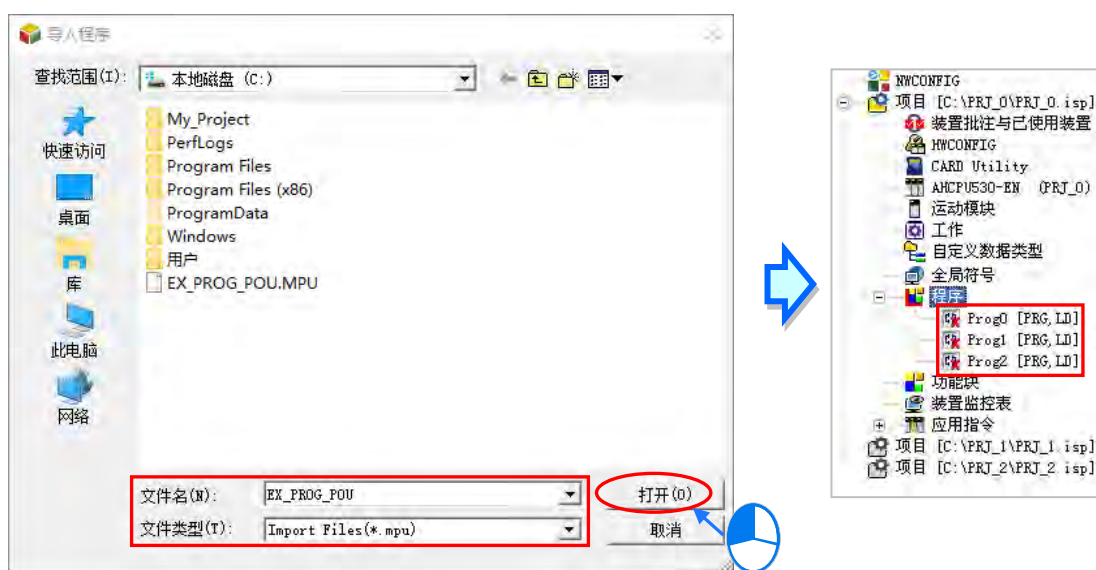 导入程序
查找范围(I): 本地磁盘 (C:)
快速访问
桌面
库
此电脑
网络
My_Project
PerfLogs
Program Files
Program Files (x86)
ProgramData
Windows
用户
EX_PROG_POU.MPU
文件名(N): EX_PROG_POU 打开(O)
文件类型(T): Import Files(*.mpu) 取消
NWCONFIG
项目 [C:\PRJ_0\PRJ_0.isp]
装置批注与已使用装置
HWCONFIG
CARD Utility
AHCPU530-EN (PRJ_0)
运动模块
工作
自定义数据类型
全局符号
程序
Prog0 [PRG,LD]
Prog1 [PRG,LD]
Prog2 [PRG,LD]
功能块
装置监控表
应用指令
项目 [C:\PRJ_1\PRJ_1.isp]
项目 [C:\PRJ_2\PRJ_2.isp]